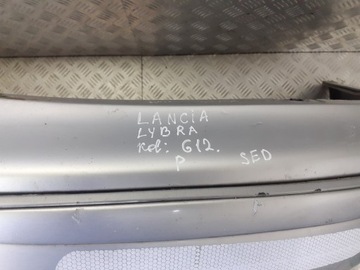 LANCIA
LYBRA
kol: 612.
P SED